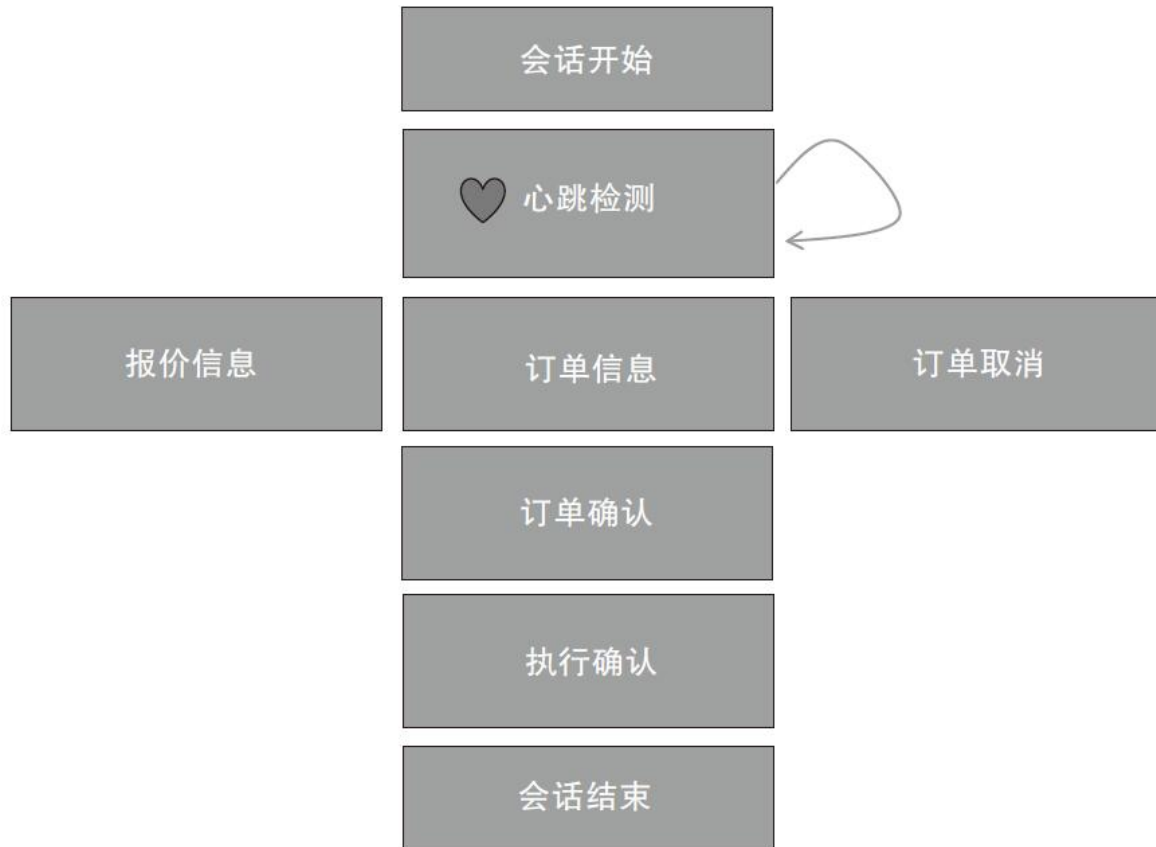 会话开始
心跳检测
报价信息
订单信息
订单取消
订单确认
执行确认
会话结束